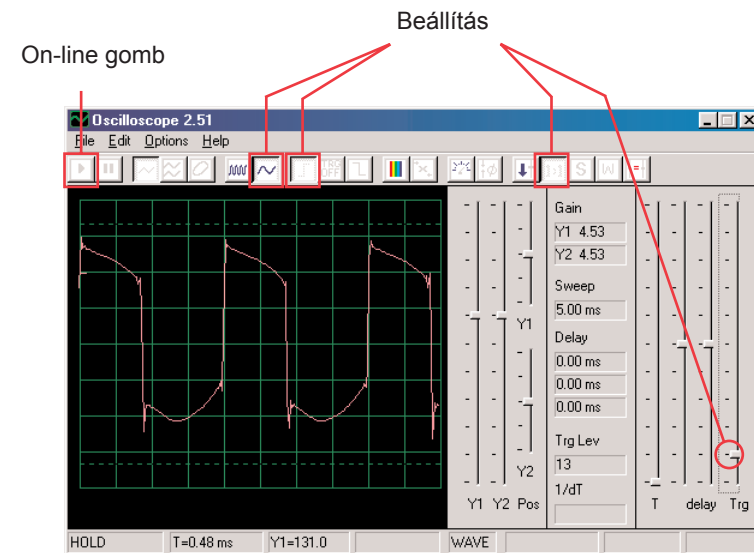 Beállítás
On-line gomb
Oscilloscope 2.51
File Edit Options Help
TRG OFF
S W
Gain
Y1 4.53
Y2 4.53
Sweep
5.00 ms
Delay
0.00 ms
0.00 ms
0.00 ms
Trg Lev
13
1/dT
Y1
Y2
Y1 Y2 Pos
T delay Trg
HOLD T=0.48 ms Y1=131.0 WAVE